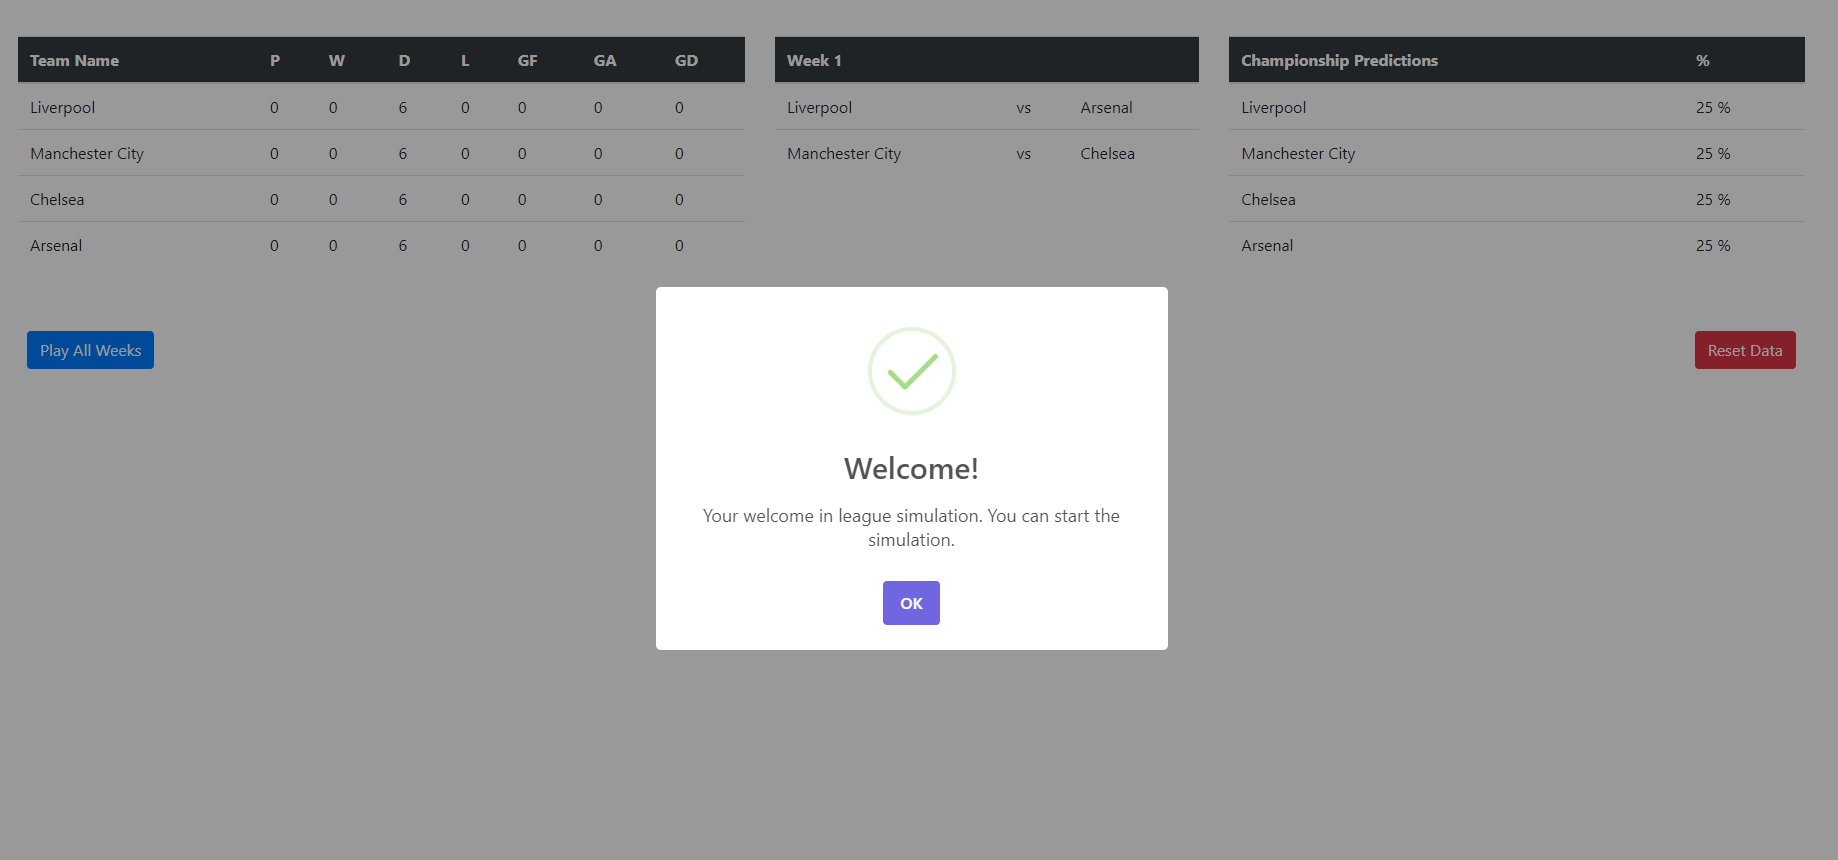 Team Name P W D L GF GA GD
Liverpool 0 0 6 0 0 0 0
Manchester City 0 0 6 0 0 0 0
Chelsea 0 0 6 0 0 0 0
Arsenal 0 0 6 0 0 0 0
Week 1
Liverpool vs Arsenal
Manchester City vs Chelsea
Championship Predictions %
Liverpool 25 %
Manchester City 25 %
Chelsea 25 %
Arsenal 25 %
Play All Weeks
Reset Data
Welcome!
Your welcome in league simulation. You can start the
simulation.
OK